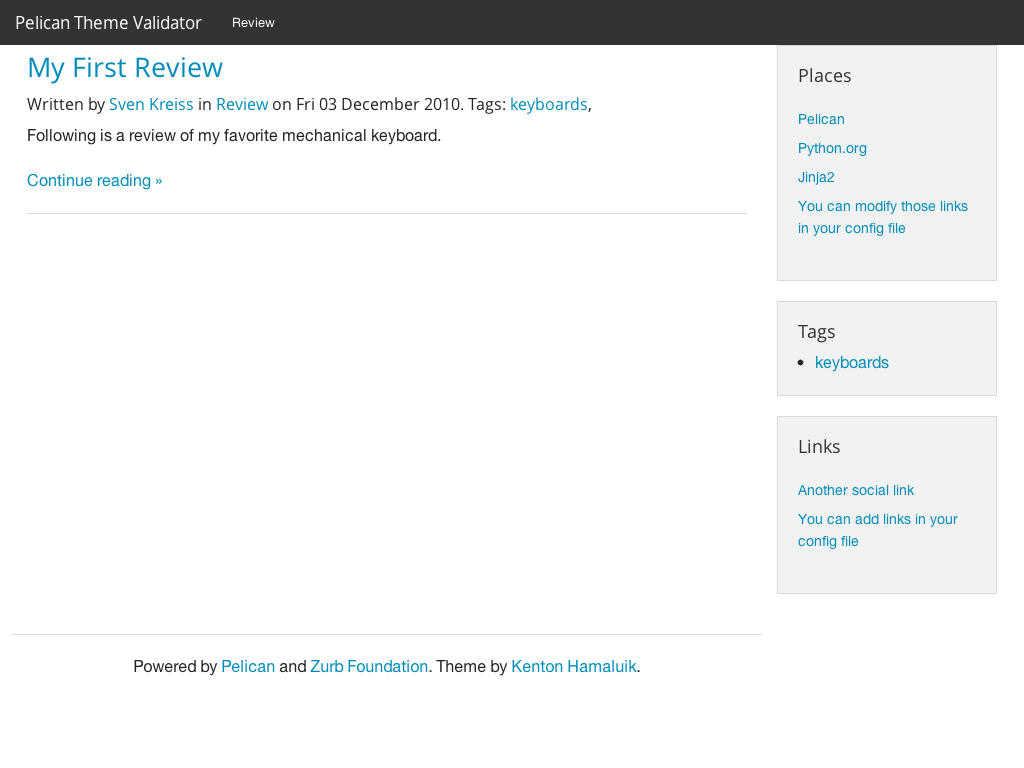 Pelican Theme Validator Review
My First Review
Written by Sven Kreiss in Review on Fri 03 December 2010. Tags: keyboards,
Following is a review of my favorite mechanical keyboard.
Continue reading »
Places
Pelican
Python.org
Jinja2
You can modify those links
in your config file
Tags
keyboards
Links
Another social link
You can add links in your
config file
Powered by Pelican and Zurb Foundation. Theme by Kenton Hamaluik.